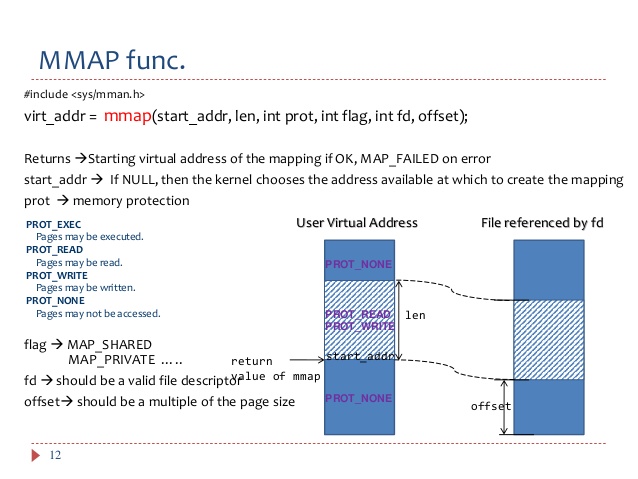 MMAP func.
#include <sys/mman.h>
virt_addr = mmap(start_addr, len, int prot, int flag, int fd, offset);
Returns →Starting virtual address of the mapping if OK, MAP_FAILED on error
start_addr → If NULL, then the kernel chooses the address available at which to create the mapping
prot → memory protection
PROT_EXEC
Pages may be executed.
PROT_READ
Pages may be read.
PROT_WRITE
Pages may be written.
PROT_NONE
Pages may not be accessed.
flag → MAP_SHARED
MAP_PRIVATE .....
fd → should be a valid file descriptor
offset→ should be a multiple of the page size
User Virtual Address
File referenced by fd
PROT_NONE
PROT_READ
PROT_WRITE
len
start_addr
return
value of mmap
PROT_NONE
offset
12